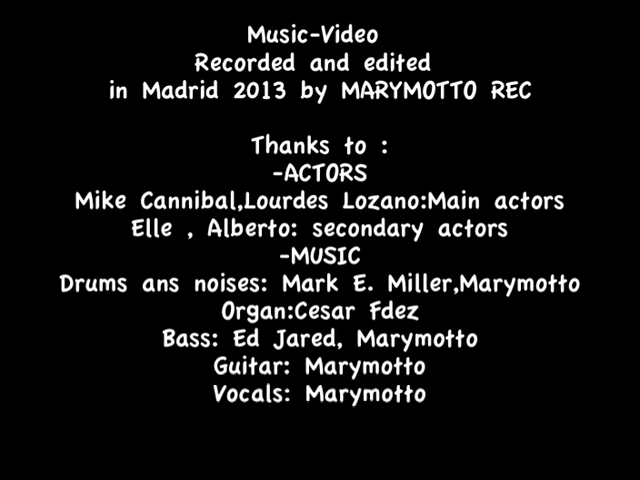 Music-Video
Recorded and edited
in Madrid 2013 by MARYMOTTO REC
Thanks to :
-ACTORS
Mike Cannibal,Lourdes Lozano:Main actors
Elle , Alberto: secondary actors
-MUSIC
Drums ans noises: Mark E. Miller,Marymotto
Organ:Cesar Fdez
Bass: Ed Jared, Marymotto
Guitar: Marymotto
Vocals: Marymotto